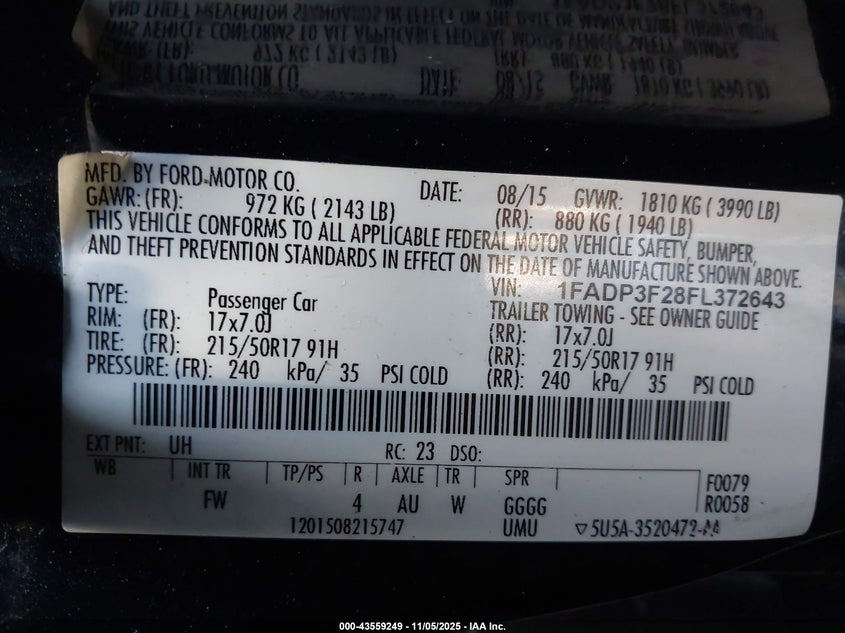 MFD. BY FORD MOTOR CO. DATE: 08/15 GVWR: 1810 KG ( 3990 LB)
GAWR: (FR): 972 KG ( 2143 LB) (RR): 880 KG ( 1940 LB)
THIS VEHICLE CONFORMS TO ALL APPLICABLE FEDERAL MOTOR VEHICLE SAFETY, BUMPER,
AND THEFT PREVENTION STANDARDS IN EFFECT ON THE DATE OF MANUFACTURE SHOWN ABOVE.
VIN: 1FADP3F28FL372643
TYPE: Passenger Car TRAILER TOWING - SEE OWNER GUIDE
RIM: (FR): 17x7.0J (RR): 17x7.0J
TIRE: (FR): 215/50R17 91H (RR): 215/50R17 91H
PRESSURE: (FR): 240 kPa/ 35 PSI COLD (RR): 240 kPa/ 35 PSI COLD
EXT PNT: UH RC: 23 DSO:
WB INT TR TP/PS R AXLE TR SPR F0079
FW 4 AU W GGGG R0058
1201508215747 UMU ▽5U5A-3520472-AA
000-43559249 - 11/05/2025 - IAA Inc.